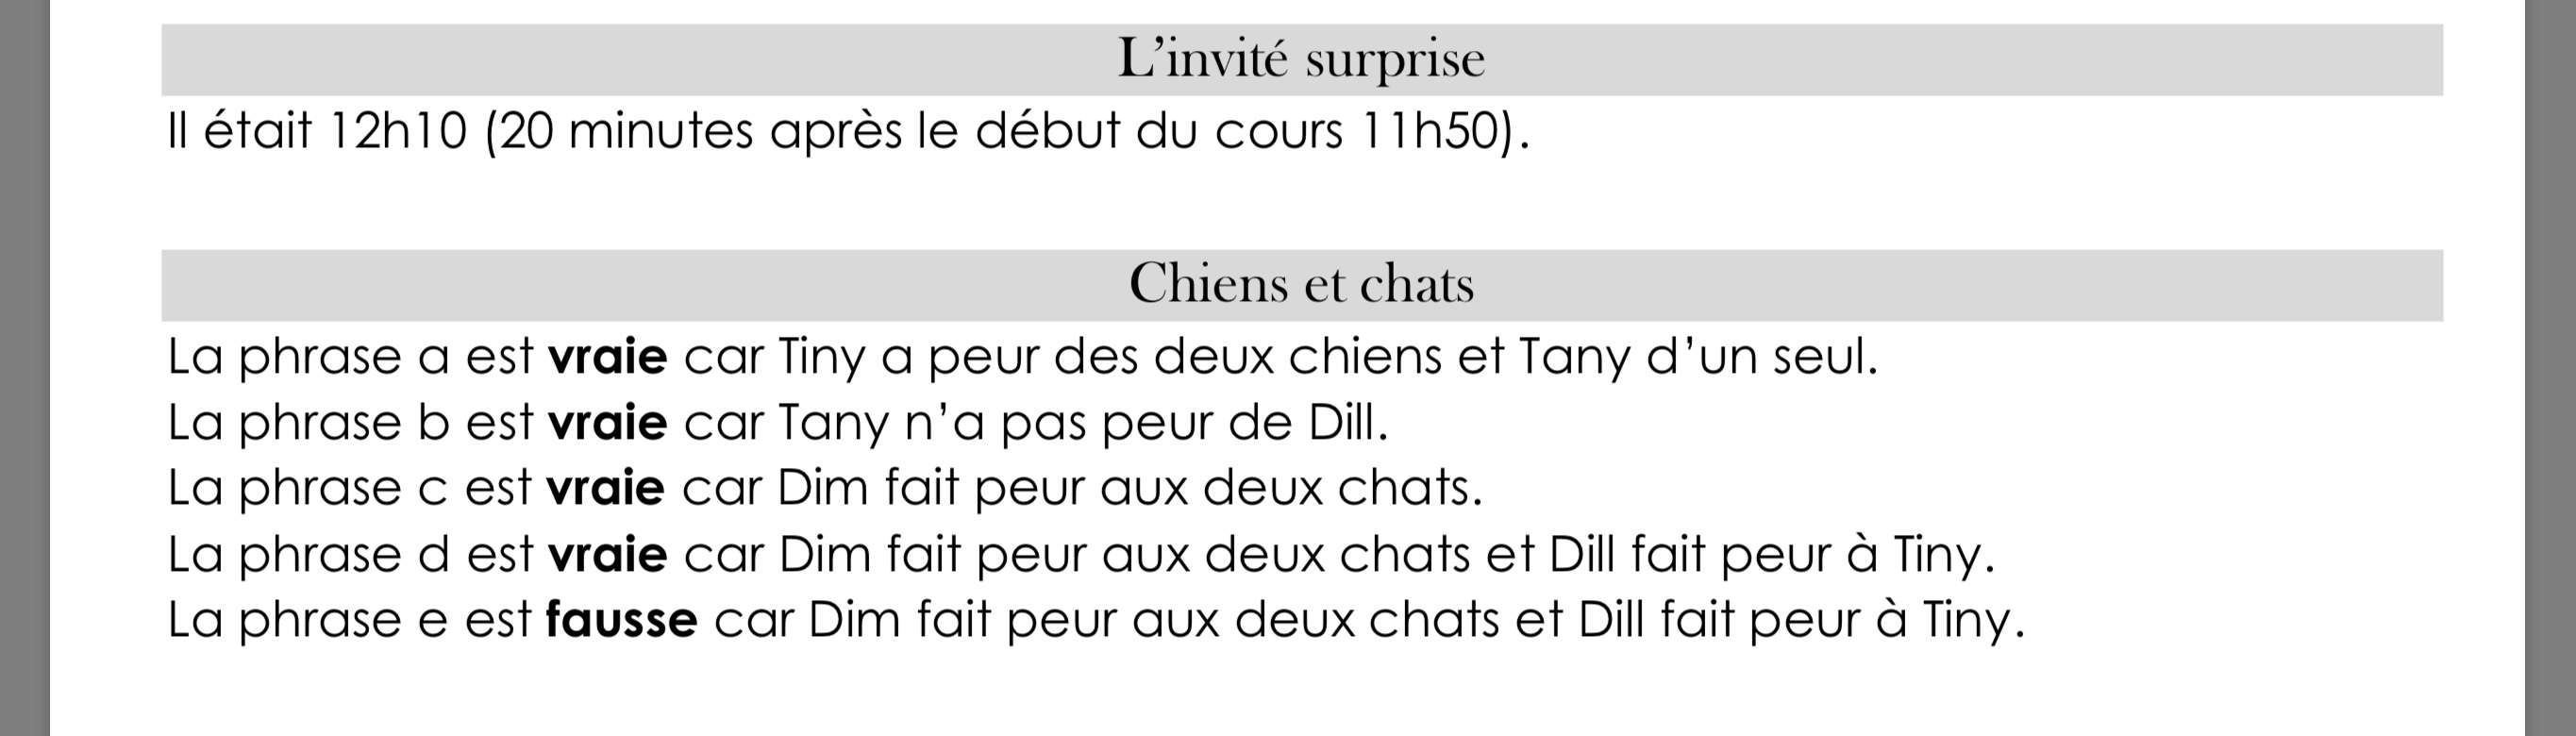 L’invité surprise
Il était 12h10 (20 minutes après le début du cours 11h50).
Chiens et chats
La phrase a est vraie car Tiny a peur des deux chiens et Tany d’un seul.
La phrase b est vraie car Tany n’a pas peur de Dill.
La phrase c est vraie car Dim fait peur aux deux chats.
La phrase d est vraie car Dim fait peur aux deux chats et Dill fait peur à Tiny.
La phrase e est fausse car Dim fait peur aux deux chats et Dill fait peur à Tiny.